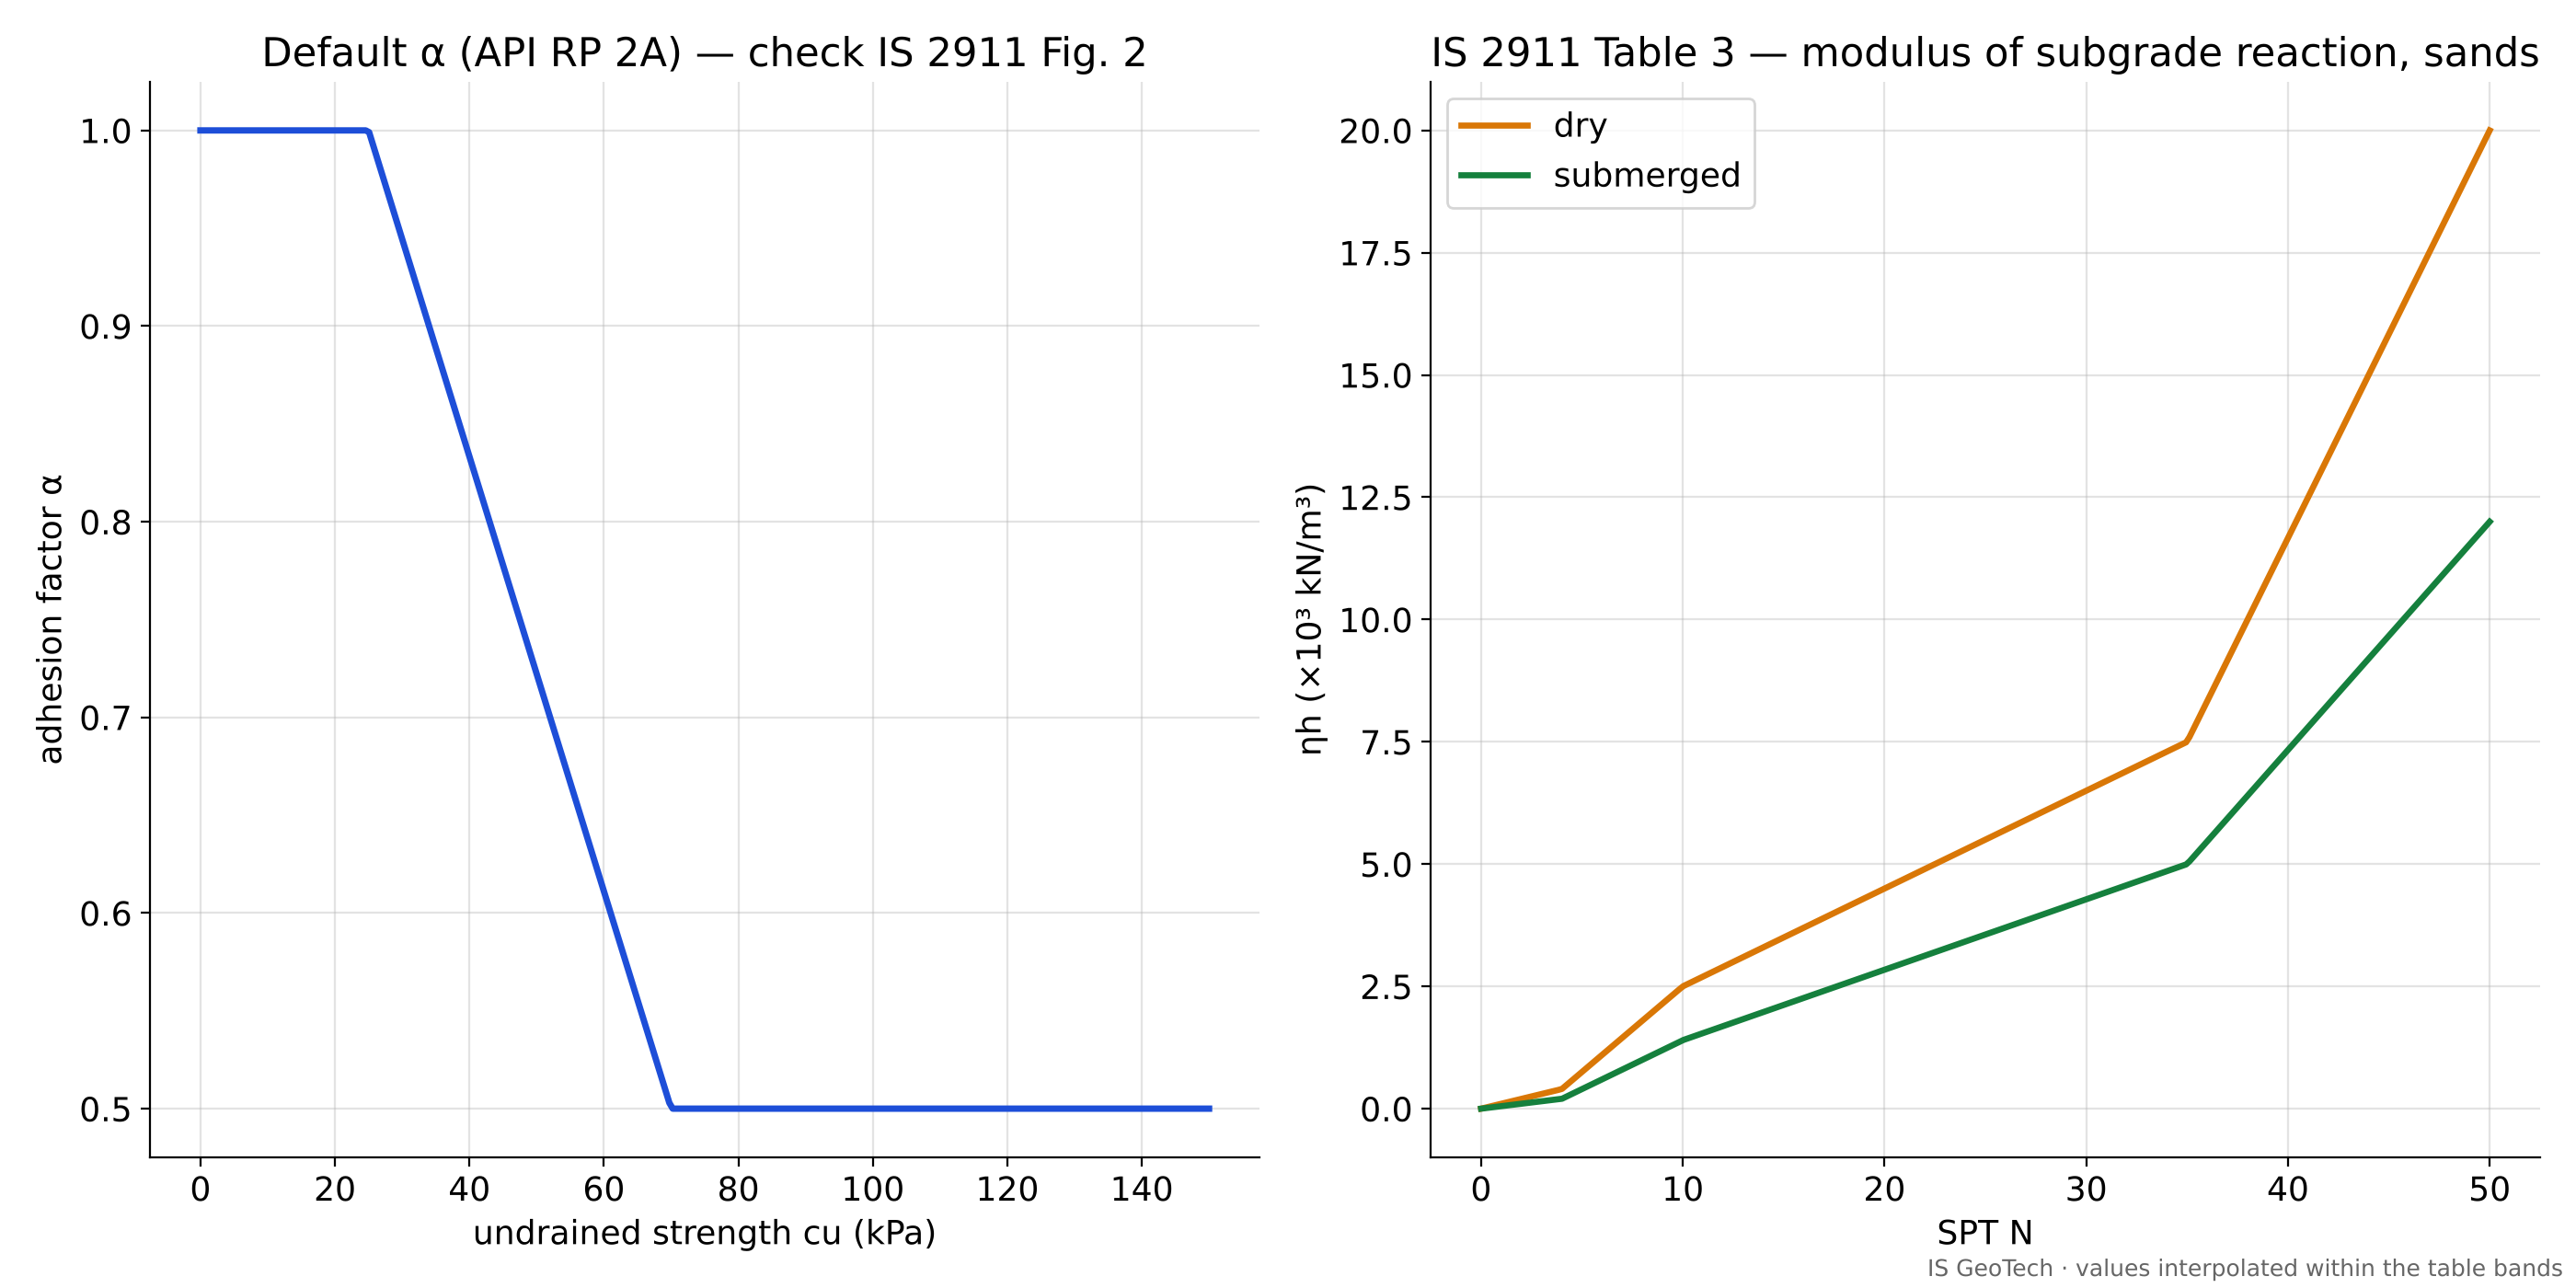 Default α (API RP 2A) — check IS 2911 Fig. 2
adhesion factor α
1.0
0.9
0.8
0.7
0.6
0.5
0 20 40 60 80 100 120 140
undrained strength cu (kPa)
IS 2911 Table 3 — modulus of subgrade reaction, sands
dry
submerged
ηh (×10³ kN/m³)
20.0
17.5
15.0
12.5
10.0
7.5
5.0
2.5
0.0
0 10 20 30 40 50
SPT N
IS GeoTech · values interpolated within the table bands